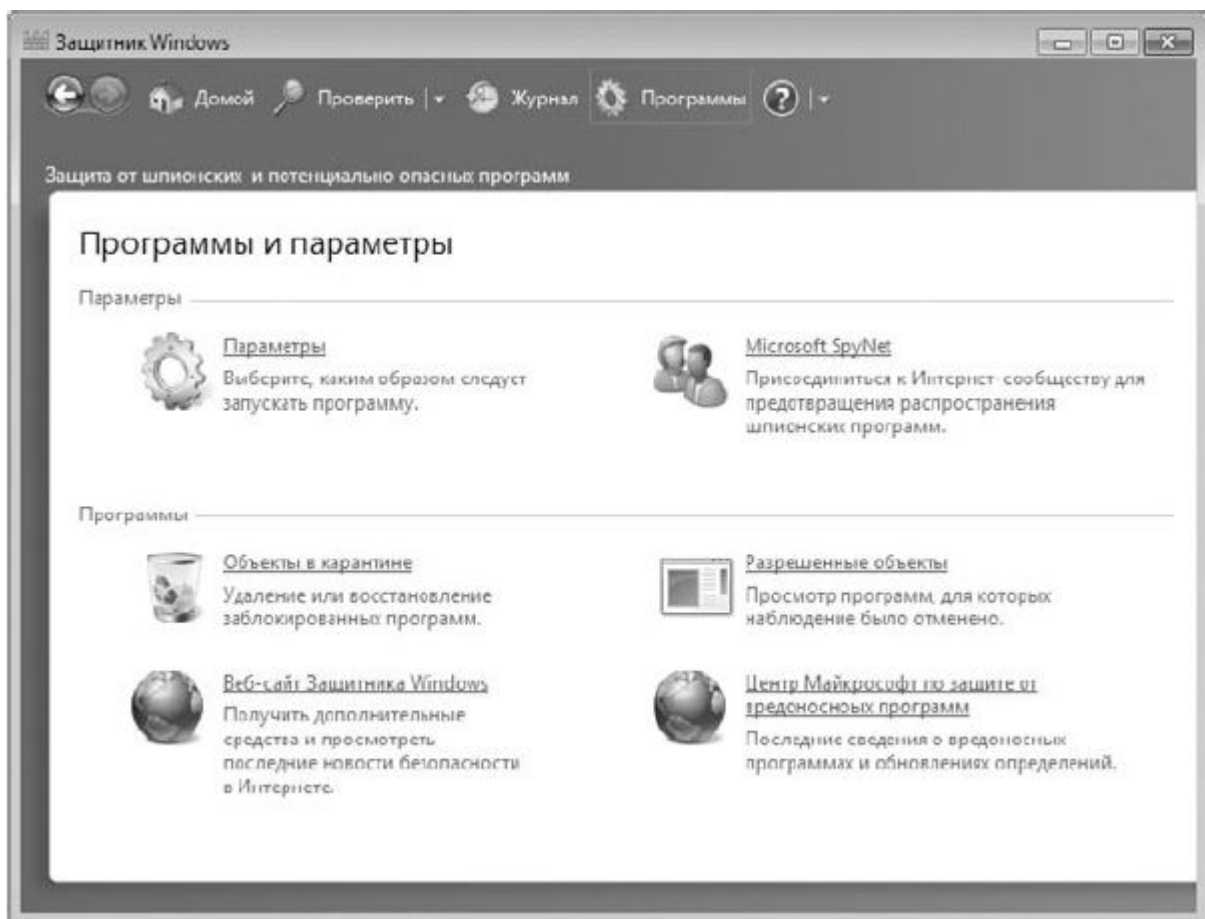 Защитник Windows
Домой Проверить Журнал Программы ?
Защита от шпионских и потенциально опасных программ
Программы и параметры
Параметры
Параметры
Выберите, каким образом следует
запускать программу.
Microsoft SpyNet
Присоединиться к Интернет-сообществу для
предотвращения распространения
шпионских программ.
Программы
Объекты в карантине
Удаление или восстановление
заблокированных программ.
Разрешенные объекты
Просмотр программ, для которых
наблюдение было отменено.
Веб-сайт Защитника Windows
Получить дополнительные
средства и просмотреть
последние новости безопасности
в Интернете.
Центр Майкрософт по защите от
вредоносных программ
Последние сведения о вредоносных
программах и обновлениях определений.